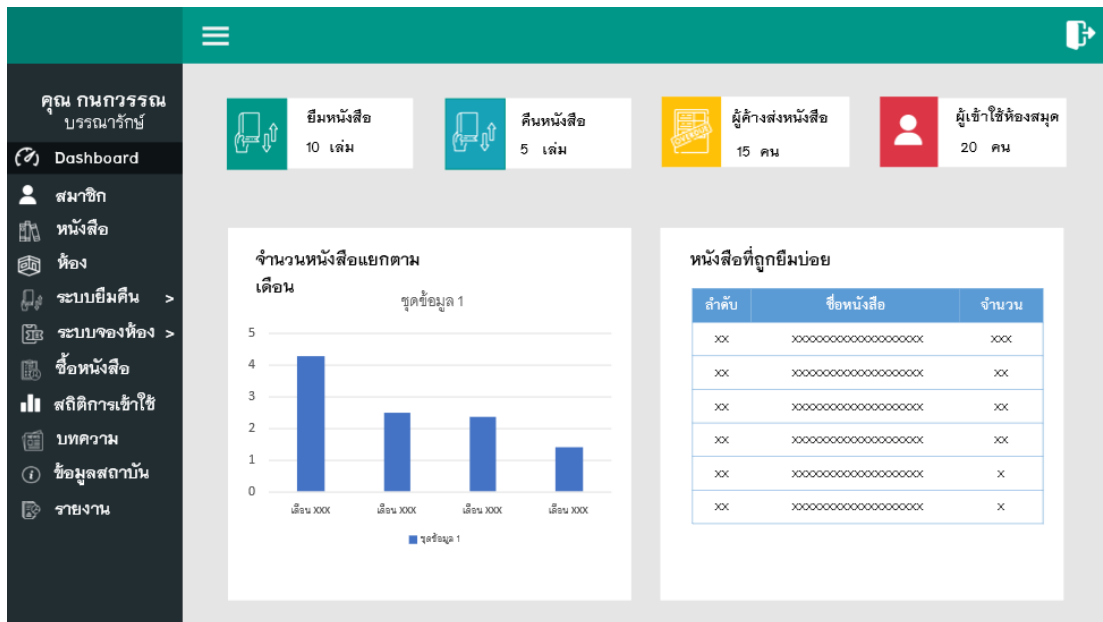 คุณ กนกวรรณ
บรรณารักษ์
Dashboard
สมาชิก
หนังสือ
ห้อง
ระบบยืมคืน >
ระบบจองห้อง >
ซื้อหนังสือ
สถิติการเข้าใช้
บทความ
ข้อมูลสถาบัน
รายงาน
ยืมหนังสือ
10 เล่ม
คืนหนังสือ
5 เล่ม
OVERDUE
ผู้ค้างส่งหนังสือ
15 คน
ผู้เข้าใช้ห้องสมุด
20 คน
จำนวนหนังสือแยกตาม
เดือน
ชุดข้อมูล 1
5
4
3
2
1
0
เดือน XXX เดือน XXX เดือน XXX เดือน XXX
ชุดข้อมูล 1
หนังสือที่ถูกยืมบ่อย
ลำดับ ชื่อหนังสือ จำนวน
xx xxxxxxxxxxxxxxxxxxxx xxx
xx xxxxxxxxxxxxxxxxxxxx xx
xx xxxxxxxxxxxxxxxxxxxx xx
xx xxxxxxxxxxxxxxxxxxxx xx
xx xxxxxxxxxxxxxxxxxxxx x
xx xxxxxxxxxxxxxxxxxxxx x